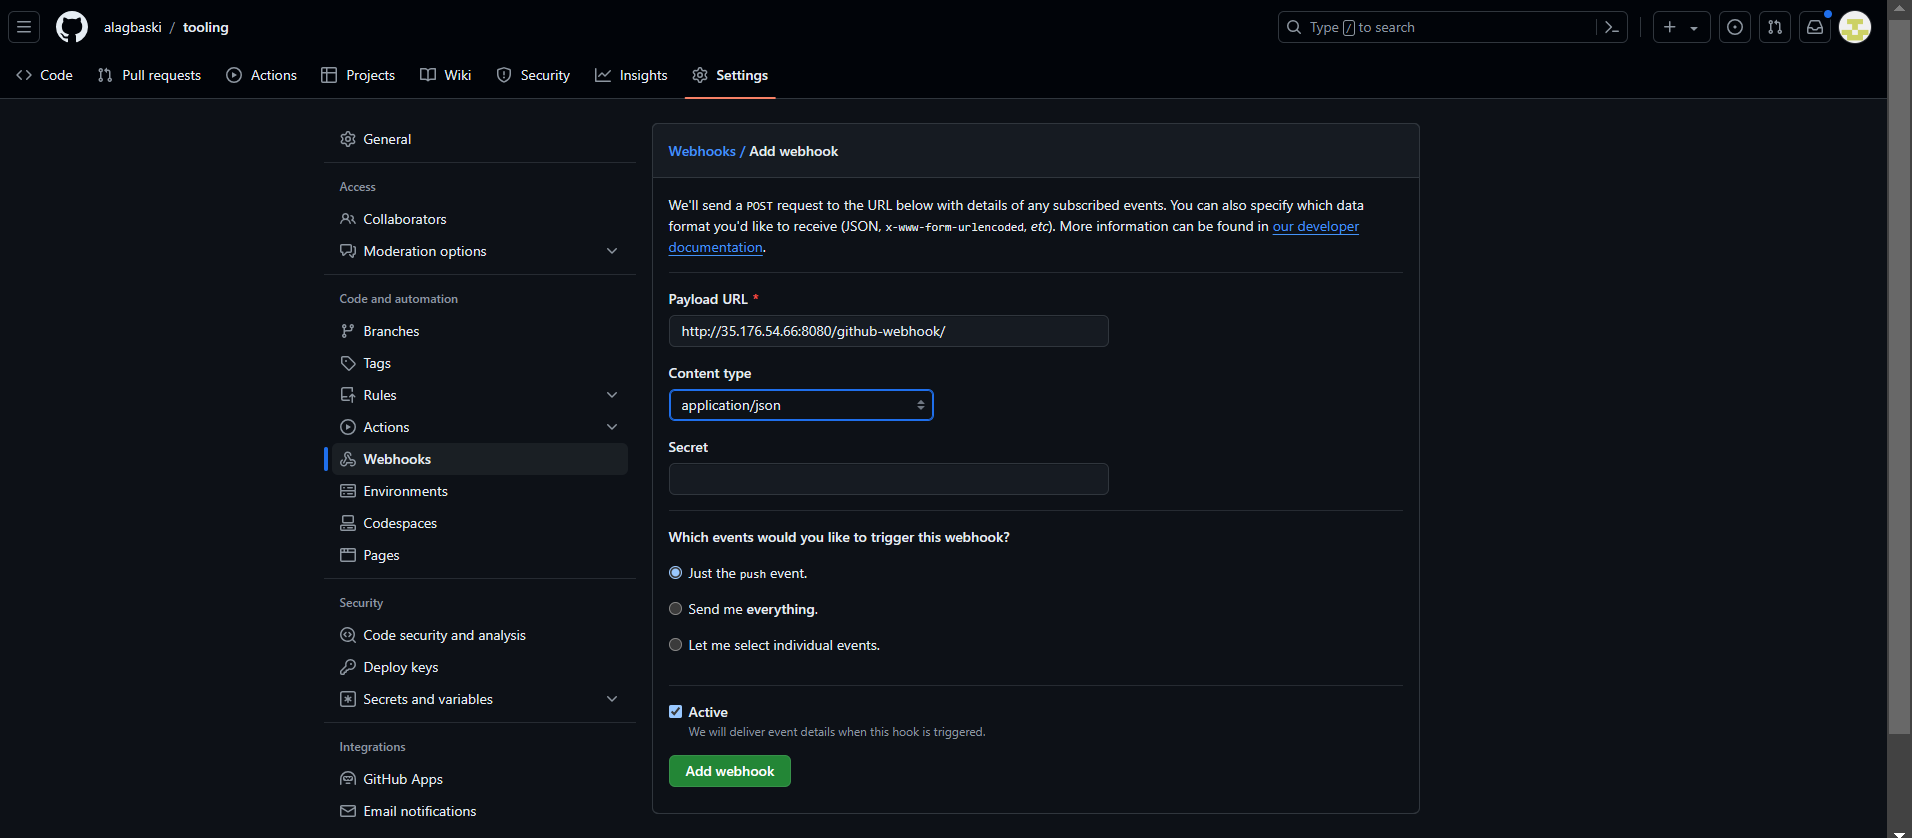 alagbaski / tooling
Type / to search
Code Pull requests Actions Projects Wiki Security Insights Settings
General
Access
Collaborators
Moderation options
Code and automation
Branches
Tags
Rules
Actions
Webhooks
Environments
Codespaces
Pages
Security
Code security and analysis
Deploy keys
Secrets and variables
Integrations
GitHub Apps
Email notifications
Webhooks / Add webhook
We'll send a POST request to the URL below with details of any subscribed events. You can also specify which data
format you'd like to receive (JSON, x-www-form-urlencoded, etc). More information can be found in our developer
documentation.
Payload URL *
http://35.176.54.66:8080/github-webhook/
Content type
application/json
Secret
Which events would you like to trigger this webhook?
Just the push event.
Send me everything.
Let me select individual events.
Active
We will deliver event details when this hook is triggered.
Add webhook